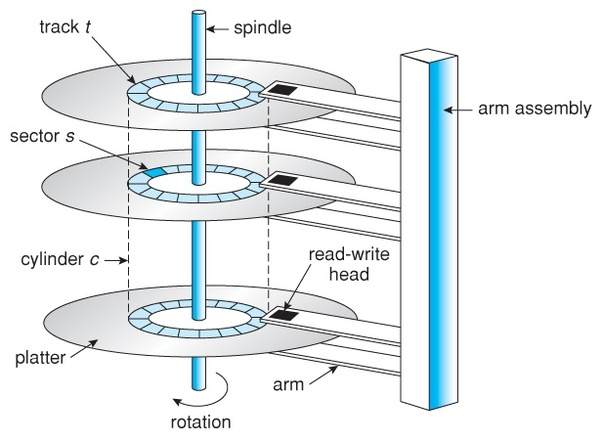 track t
spindle
arm assembly
sector s
cylinder c
read-write
head
platter
arm
rotation